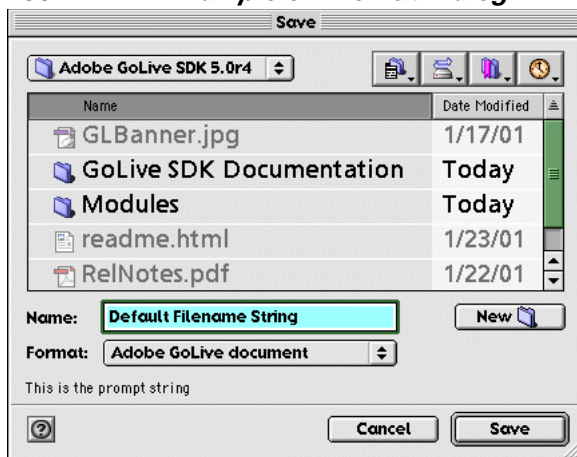 Save
Adobe GoLive SDK 5.0r4
Name Date Modified
GLBanner.jpg 1/17/01
GoLive SDK Documentation Today
Modules Today
readme.html 1/23/01
RelNotes.pdf 1/22/01
Name: Default Filename String New
Format: Adobe GoLive document
This is the prompt string
? Cancel Save